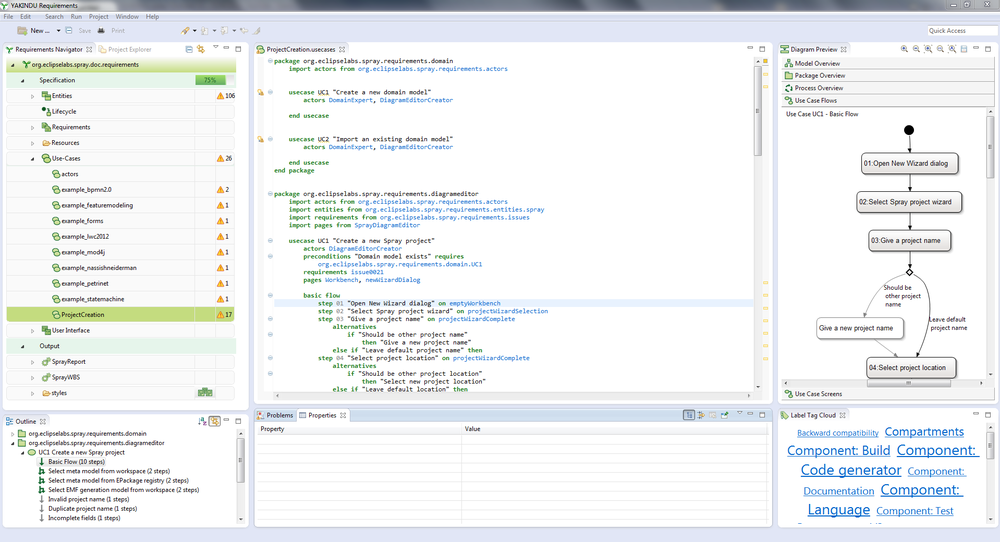 YAKINDU Requirements
File Edit Search Run Project Window Help
New ... Save Print
Quick Access
Requirements Navigator Project Explorer
org.eclipselabs.spray.doc.requirements
Specification 75%
Entities 106
Lifecycle
Requirements
Resources
Use-Cases 26
actors
example_bpmn2.0 2
example_featuremodeling 1
example_forms 1
example_lwc2012 1
example_mod4j 1
example_nassishneiderman 1
example_petrinet 1
example_statemachine 1
ProjectCreation 17
User Interface
Output
SprayReport
SprayWBS
styles
Outline
org.eclipselabs.spray.requirements.domain
org.eclipselabs.spray.requirements.diagrameditor
UC1 Create a new Spray project
Basic Flow (10 steps)
Select meta model from workspace (2 steps)
Select meta model from EPackage registry (2 steps)
Select EMF generation model from workspace (2 steps)
Invalid project name (1 steps)
Duplicate project name (1 steps)
Incomplete fields (1 steps)
ProjectCreation.usecases
package org.eclipselabs.spray.requirements.domain
import actors from org.eclipselabs.spray.requirements.actors
usecase UC1 "Create a new domain model"
actors DomainExpert, DiagramEditorCreator
end usecase
usecase UC2 "Import an existing domain model"
actors DomainExpert, DiagramEditorCreator
end usecase
end package
package org.eclipselabs.spray.requirements.diagrameditor
import actors from org.eclipselabs.spray.requirements.actors
import entities from org.eclipselabs.spray.requirements.entities.spray
import requirements from org.eclipselabs.spray.requirements.issues
import pages from SprayDiagramEditor
usecase UC1 "Create a new Spray project"
actors DiagramEditorCreator
preconditions "Domain model exists" requires
org.eclipselabs.spray.requirements.domain.UC1
requirements issue0021
pages Workbench, newWizardDialog
basic flow
step 01 "Open New Wizard dialog" on emptyWorkbench
step 02 "Select Spray project wizard" on projectWizardSelection
step 03 "Give a project name" on projectWizardComplete
alternatives
if "Should be other project name"
then "Give a new project name"
else if "Leave default project name" then
step 04 "Select project location" on projectWizardComplete
alternatives
if "Should be other project location"
then "Select new project location"
else if "Leave default location" then
Problems Properties
Property Value
Diagram Preview
Model Overview
Package Overview
Process Overview
Use Case Flows
Use Case UC1 - Basic Flow
01:Open New Wizard dialog
02:Select Spray project wizard
03:Give a project name
Should be
other project
name
Leave default
project name
Give a new project name
04:Select project location
Use Case Screens
Label Tag Cloud
Backward compatibility Compartments
Component: Build Component:
Code generator Component:
Documentation Component:
Language Component: Test